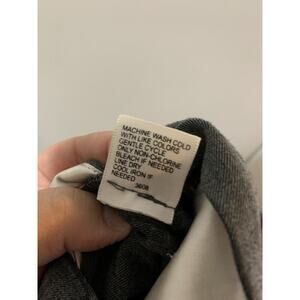 MACHINE WASH COLD
WITH LIKE COLORS
GENTLE CYCLE
ONLY NON-CHLORINE
BLEACH IF NEEDED
LINE DRY
COOL IRON IF
NEEDED
3608